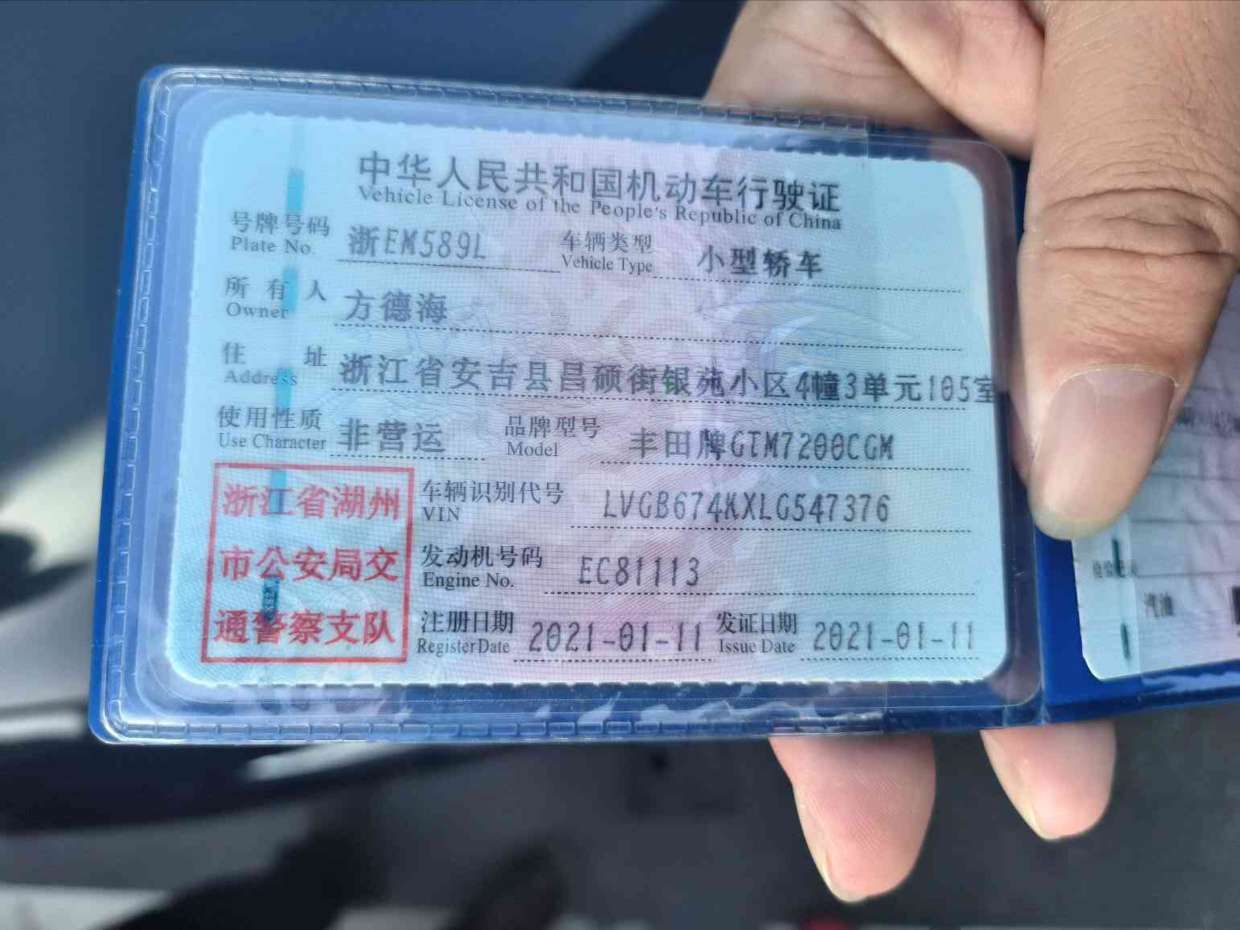 中华人民共和国机动车行驶证
Vehicle License of the People's Republic of China
号牌号码 浙EM589L 车辆类型 小型轿车
Plate No. Vehicle Type
所有人 方德海
Owner
住址 浙江省安吉县昌硕街银苑小区4幢3单元105室
Address
使用性质 非营运 品牌型号 丰田牌GTM7200CGM
Use Character Model
浙江省湖州
市公安局交
通警察支队
车辆识别代号 LVGB674KXLG547376
VIN
发动机号码 EC81113
Engine No.
注册日期 2021-01-11 发证日期 2021-01-11
Register Date Issue Date
汽油